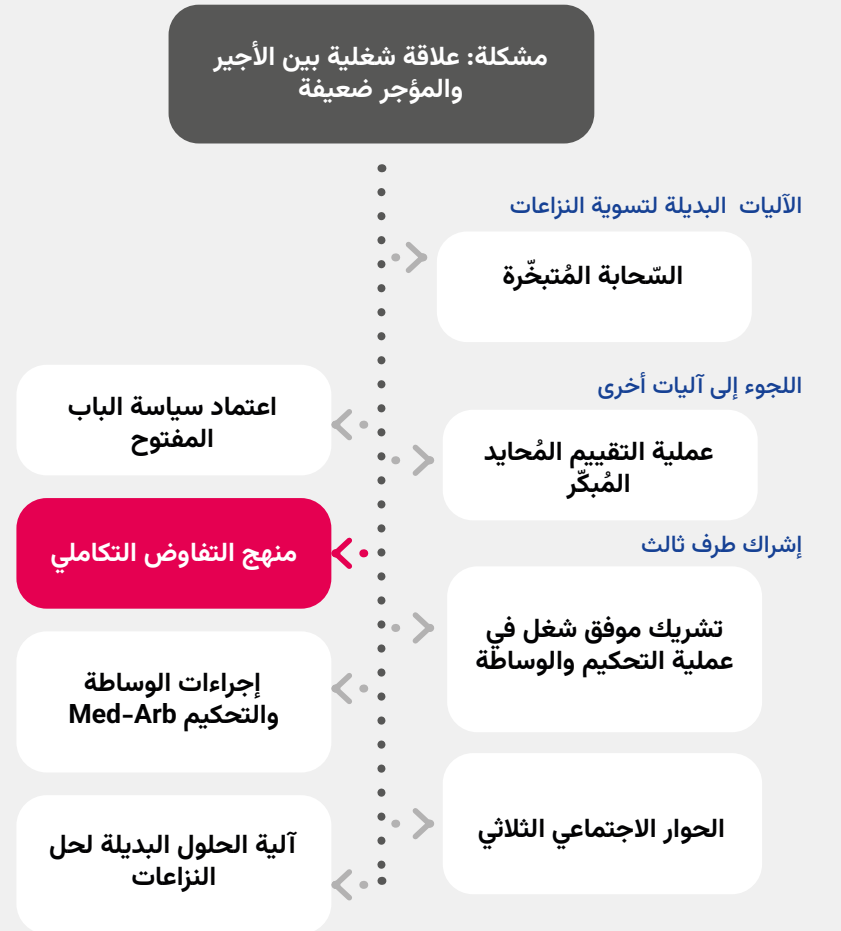 مشكلة: علاقة شغلية بين الأجير
والمؤجر ضعيفة
الآليات البديلة لتسوية النزاعات
السّحابة المُتبخّرة
اللجوء إلى آليات أخرى
اعتماد سياسة الباب
المفتوح
عملية التقييم المُحايد
المُبكّر
إشراك طرف ثالث
منهج التفاوض التكاملي
تشريك موفق شغل في
عملية التحكيم والوساطة
إجراءات الوساطة
والتحكيم Med-Arb
الحوار الاجتماعي الثلاثي
آلية الحلول البديلة لحل
النزاعات